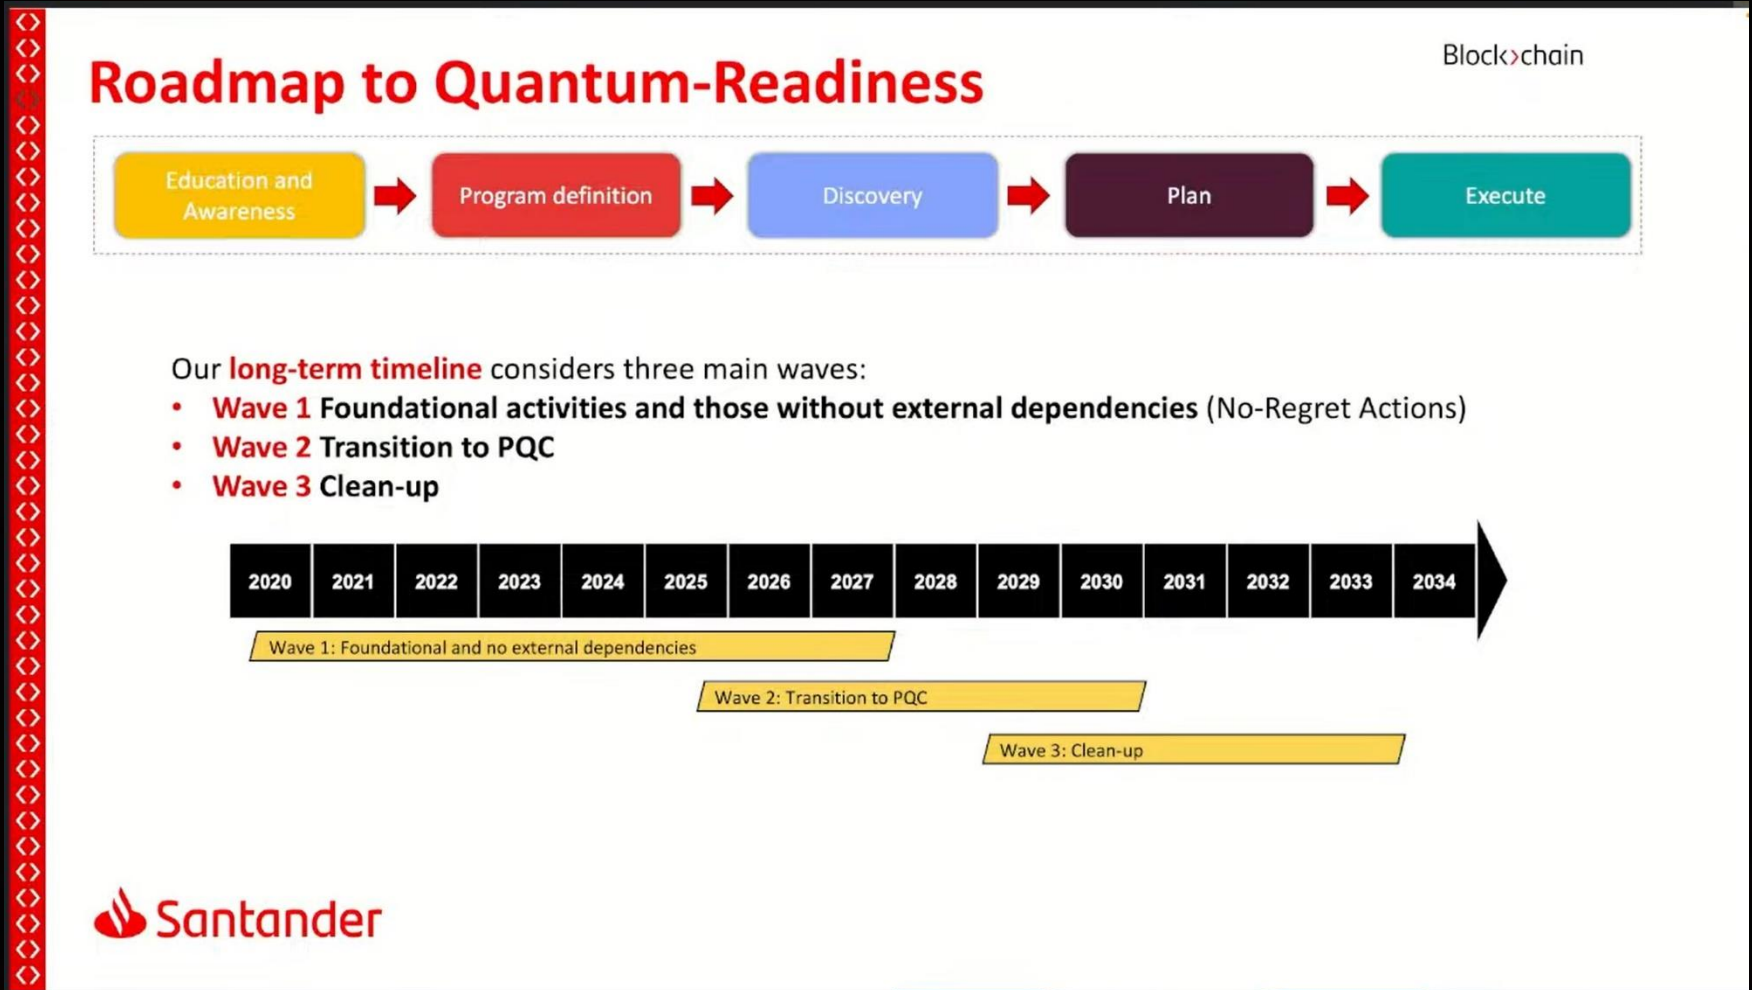 Block>chain
Roadmap to Quantum-Readiness
Education and
Awareness
Program definition
Discovery
Plan
Execute
Our long-term timeline considers three main waves:
• Wave 1 Foundational activities and those without external dependencies (No-Regret Actions)
• Wave 2 Transition to PQC
• Wave 3 Clean-up
2020 2021 2022 2023 2024 2025 2026 2027 2028 2029 2030 2031 2032 2033 2034
Wave 1: Foundational and no external dependencies
Wave 2: Transition to PQC
Wave 3: Clean-up
Santander